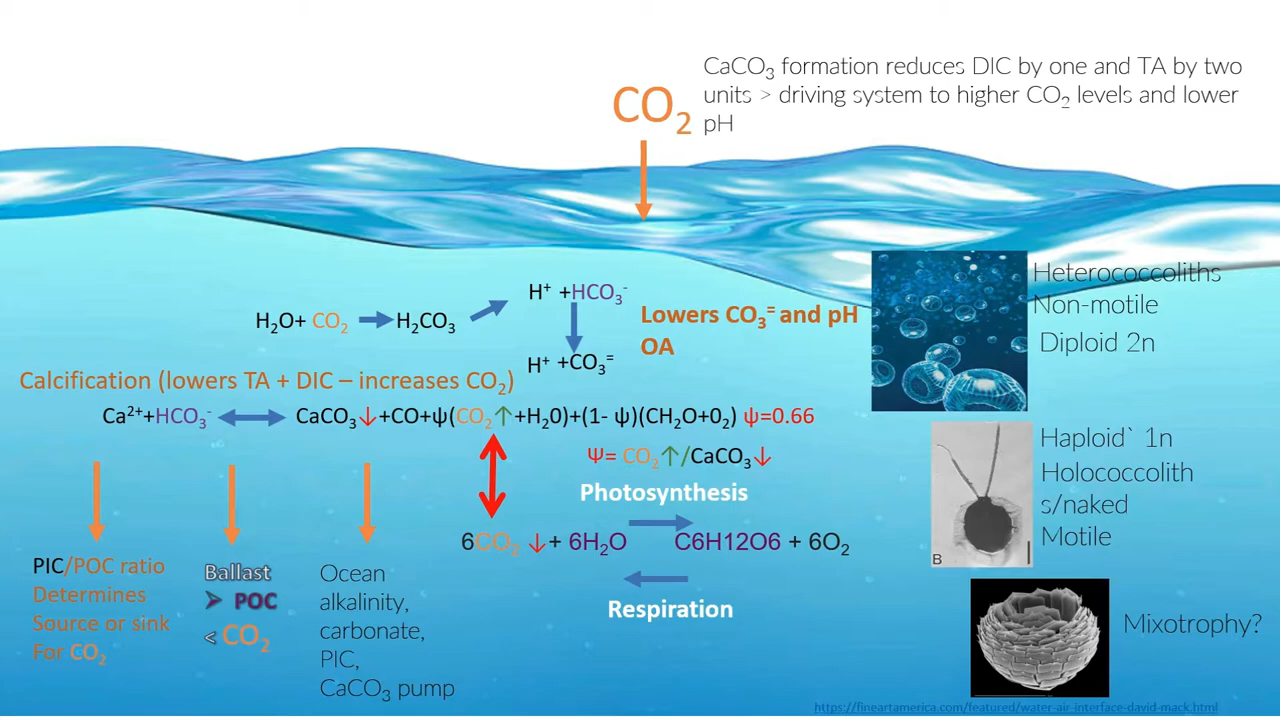 CaCO₃ formation reduces DIC by one and TA by two
units > driving system to higher CO₂ levels and lower
pH
CO₂
Heterococcoliths
Non-motile
Diploid 2n
H⁺ +HCO₃⁻
H₂O+ CO₂
H₂CO₃
Lowers CO₃⁼ and pH
OA
H⁺ +CO₃⁼
Calcification (lowers TA + DIC – increases CO₂)
Ca²⁺+HCO₃⁻
CaCO₃↓+CO+ψ(CO₂↑+H₂0)+(1- ψ)(CH₂O+0₂) ψ=0.66
Ψ= CO₂↑/CaCO₃↓
Photosynthesis
6CO₂ ↓+ 6H₂O
C6H12O6 + 6O₂
Respiration
Haploid` 1n
Holococcolith
s/naked
Motile
B
PIC/POC ratio
Determines
Source or sink
For CO₂
Ballast
➢ POC
< CO₂
Ocean
alkalinity,
carbonate,
PIC,
CaCO₃ pump
Mixotrophy?
https://fineartamerica.com/featured/water-air-interface-david-mack.html